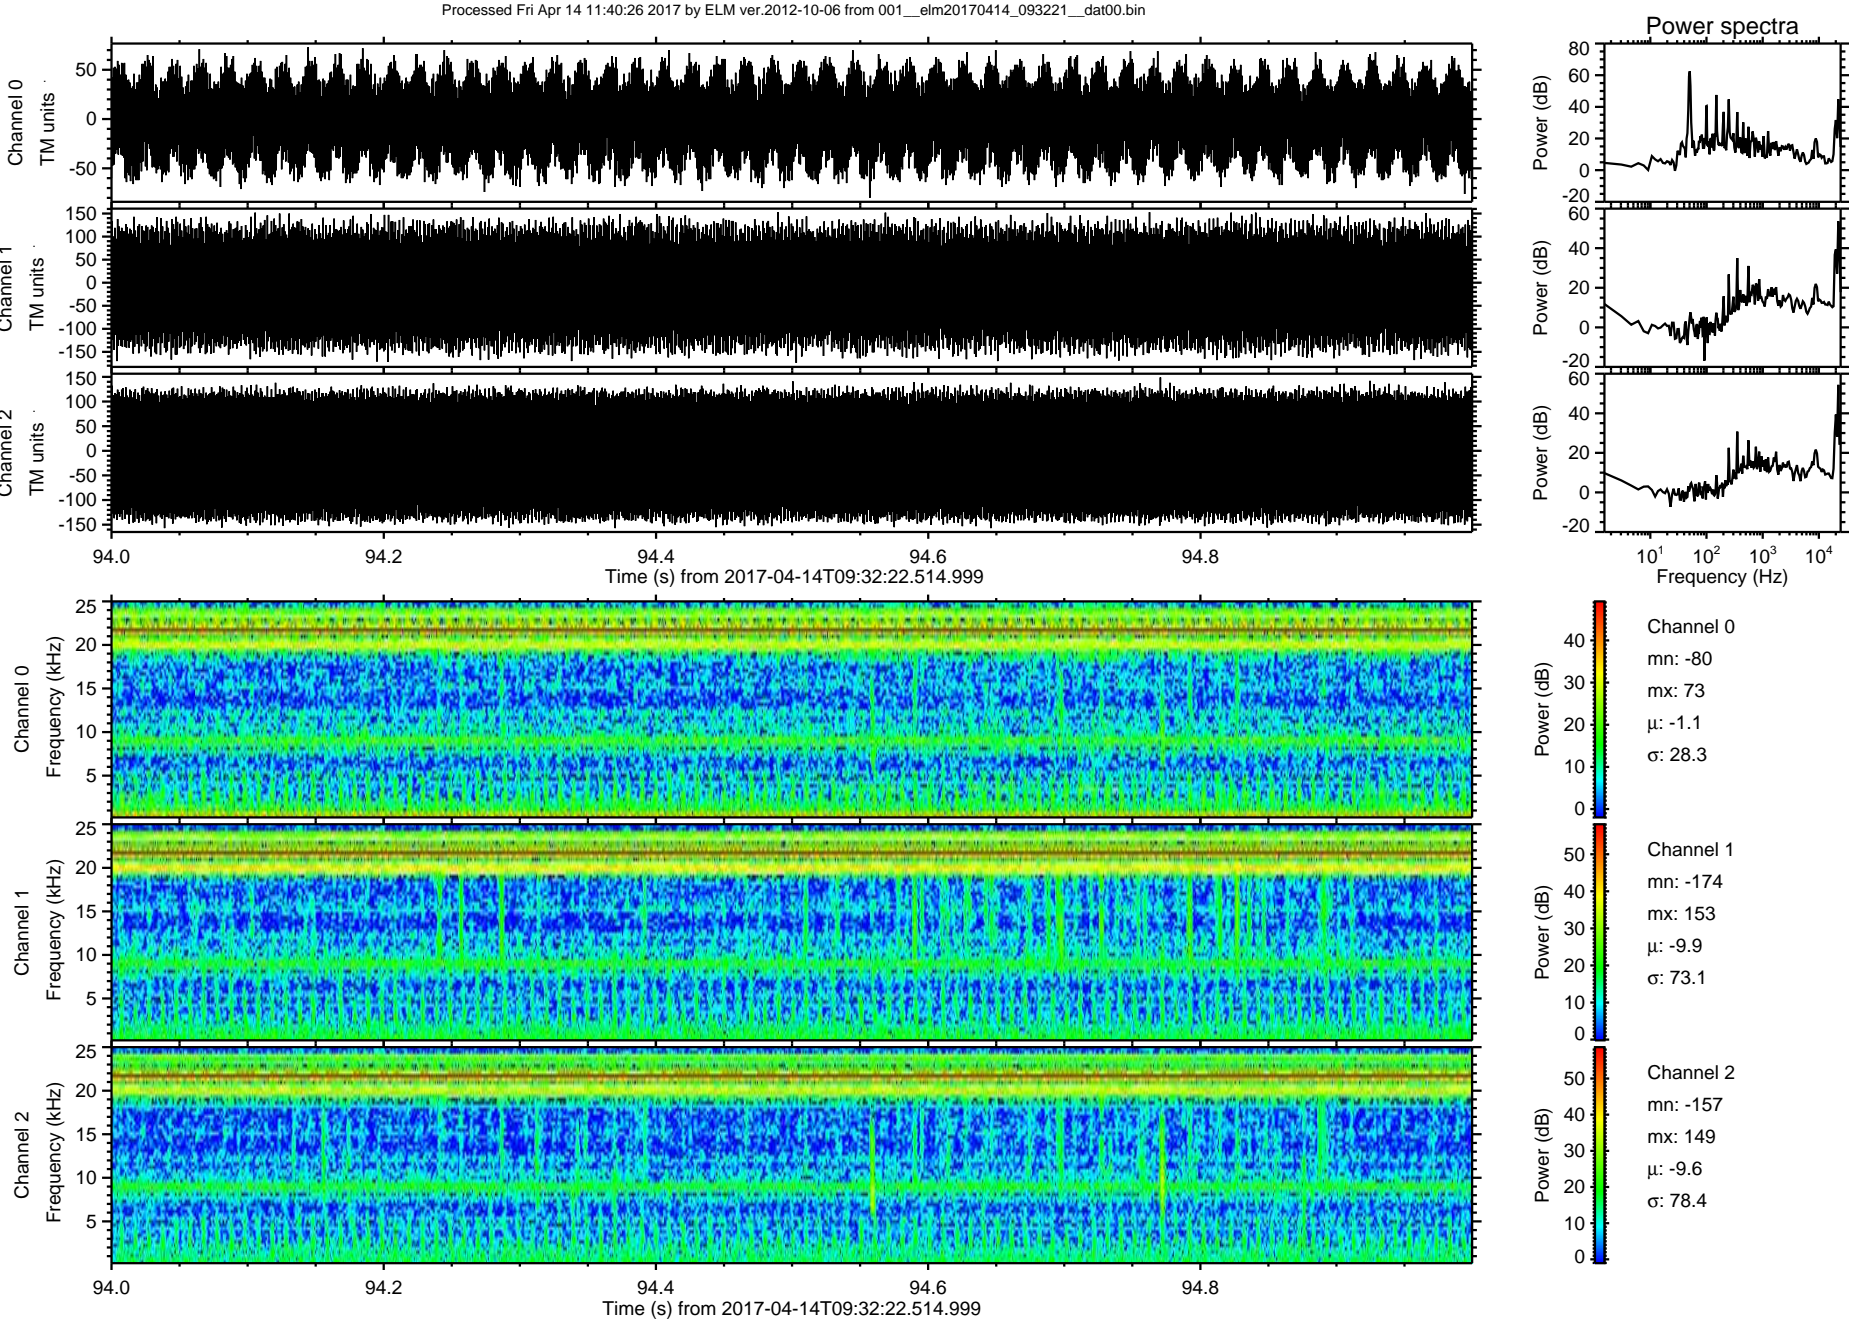 Processed Fri Apr 14 11:40:26 2017 by ELM ver.2012-10-06 from 001__elm20170414_093221__dat00.bin
Power spectra
Channel 0
TM units
50
0
-50
Power (dB)
80
60
40
20
0
-20
Channel 1
TM units
150
100
50
0
-50
-100
-150
Power (dB)
60
40
20
0
-20
Channel 2
TM units
150
100
50
0
-50
-100
-150
Power (dB)
60
40
20
0
-20
94.0 94.2 94.4 94.6 94.8
Time (s) from 2017-04-14T09:32:22.514.999
10^1 10^2 10^3 10^4
Frequency (Hz)
Channel 0
Frequency (kHz)
25
20
15
10
5
Power (dB)
40
30
20
10
0
Channel 0
mn: -80
mx: 73
μ: -1.1
σ: 28.3
Channel 1
Frequency (kHz)
25
20
15
10
5
Power (dB)
50
40
30
20
10
0
Channel 1
mn: -174
mx: 153
μ: -9.9
σ: 73.1
Channel 2
Frequency (kHz)
25
20
15
10
5
Power (dB)
50
40
30
20
10
0
Channel 2
mn: -157
mx: 149
μ: -9.6
σ: 78.4
94.0 94.2 94.4 94.6 94.8
Time (s) from 2017-04-14T09:32:22.514.999